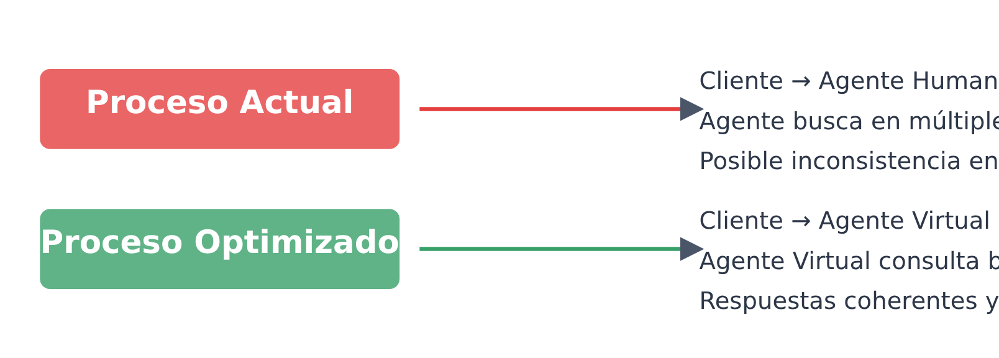 Proceso Actual
Cliente → Agente Human
Agente busca en múltiple
Posible inconsistencia en
Proceso Optimizado
Cliente → Agente Virtual
Agente Virtual consulta b
Respuestas coherentes y